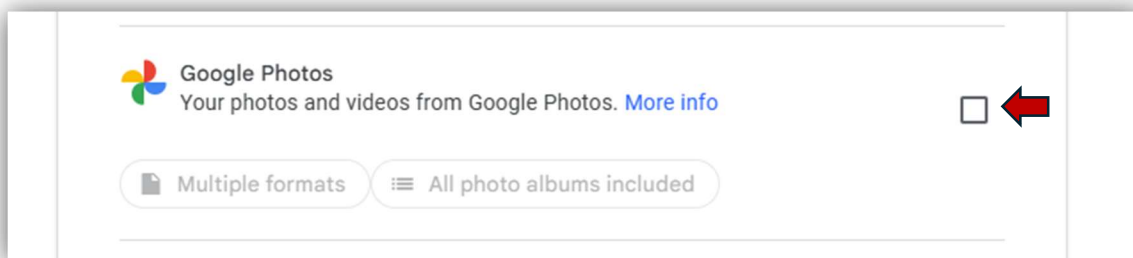 Google Photos
Your photos and videos from Google Photos. More info
Multiple formats
All photo albums included